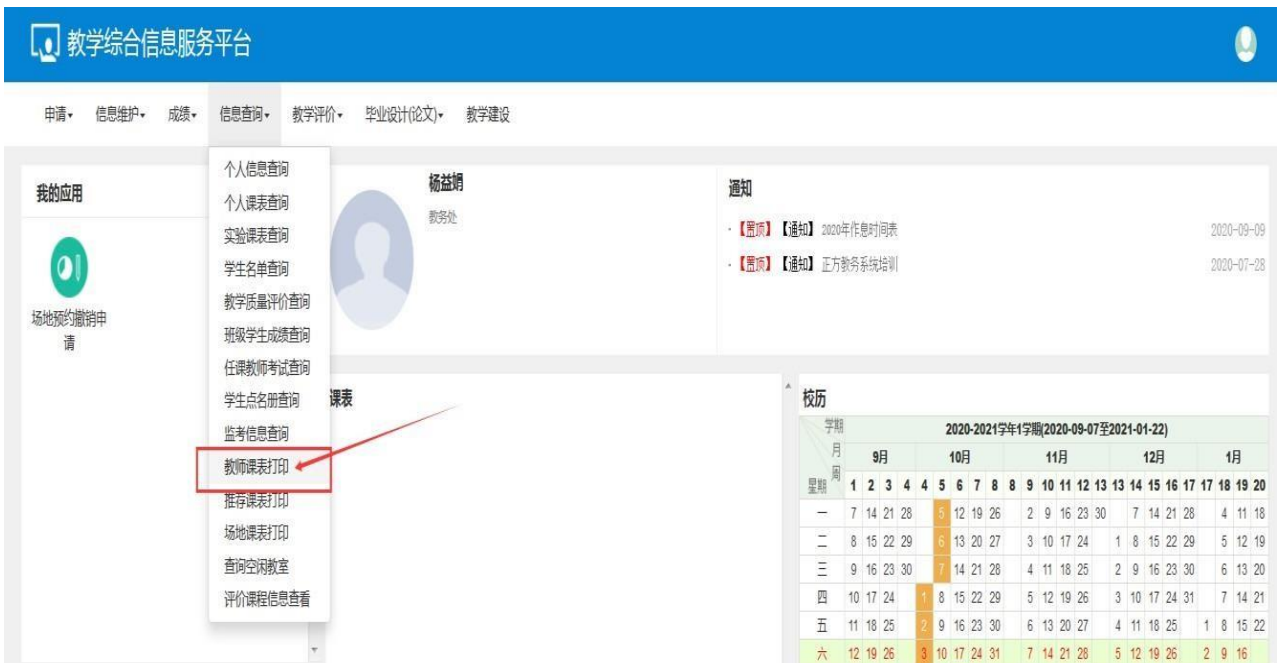 教学综合信息服务平台
申请▾ 信息维护▾ 成绩▾ 信息查询▾ 教学评价▾ 毕业设计(论文)▾ 教学建设
我的应用
场地预约撤销申
请
个人信息查询
个人课表查询
实验课表查询
学生名单查询
教学质量评价查询
班级学生成绩查询
任课教师考试查询
学生点名册查询
监考信息查询
教师课表打印
推荐课表打印
场地课表打印
查询空闲教室
评价课程信息查看
杨益娟
教务处
通知
· 【置顶】【通知】2020年作息时间表 2020-09-09
· 【置顶】【通知】正方教务系统培训 2020-07-28
课表
校历
学期 2020-2021学年1学期(2020-09-07至2021-01-22)
月 9月 10月 11月 12月 1月
周
星期 1 2 3 4 4 5 6 7 8 8 9 10 11 12 13 13 14 15 16 17 17 18 19 20
一 7 14 21 28 5 12 19 26 2 9 16 23 30 7 14 21 28 4 11 18
二 8 15 22 29 6 13 20 27 3 10 17 24 1 8 15 22 29 5 12 19
三 9 16 23 30 7 14 21 28 4 11 18 25 2 9 16 23 30 6 13 20
四 10 17 24 1 8 15 22 29 5 12 19 26 3 10 17 24 31 7 14 21
五 11 18 25 2 9 16 23 30 6 13 20 27 4 11 18 25 1 8 15 22
六 12 19 26 3 10 17 24 31 7 14 21 28 5 12 19 26 2 9 16